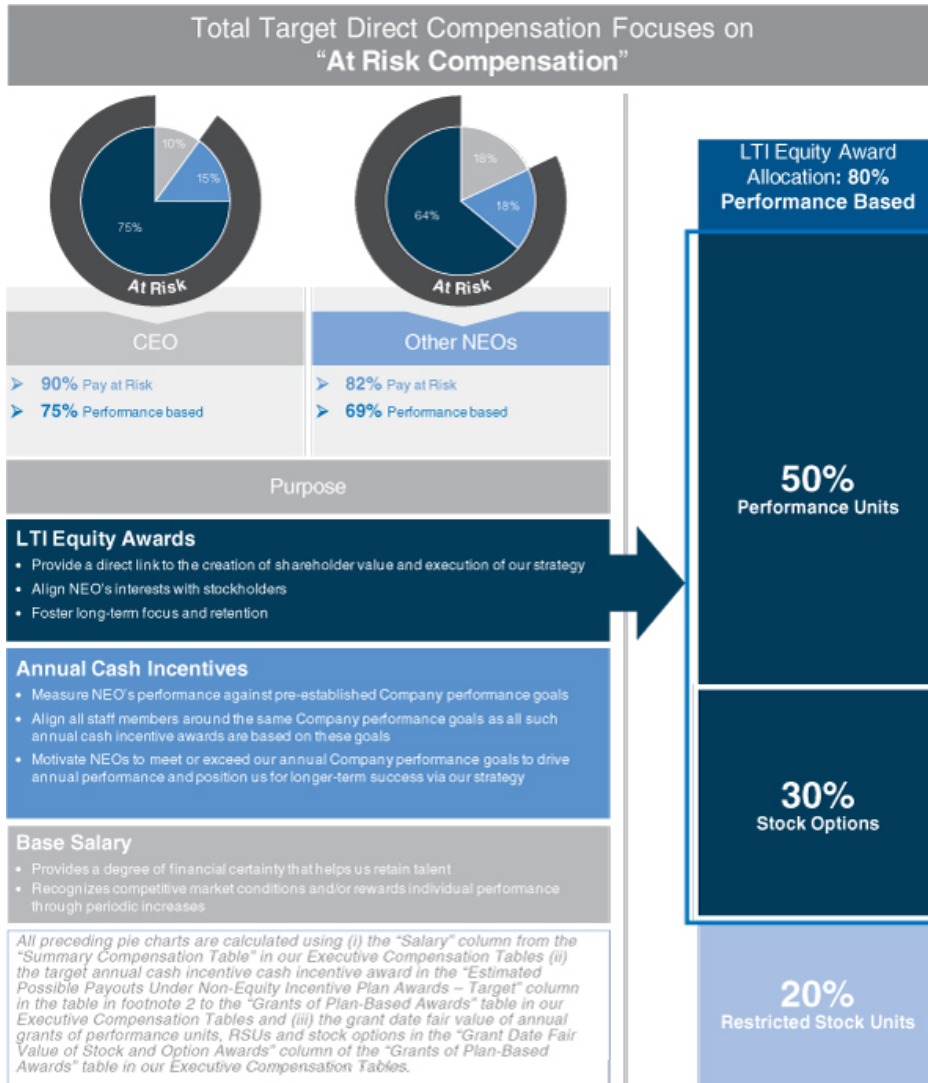 Total Target Direct Compensation Focuses on
“At Risk Compensation”
10%
15%
75%
At Risk
18%
18%
64%
At Risk
CEO
Other NEOs
➤ 90% Pay at Risk
➤ 75% Performance based
➤ 82% Pay at Risk
➤ 69% Performance based
Purpose
LTI Equity Awards
• Provide a direct link to the creation of shareholder value and execution of our strategy
• Align NEO’s interests with stockholders
• Foster long-term focus and retention
Annual Cash Incentives
• Measure NEO’s performance against pre-established Company performance goals
• Align all staff members around the same Company performance goals as all such
annual cash incentive awards are based on these goals
• Motivate NEOs to meet or exceed our annual Company performance goals to drive
annual performance and position us for longer-term success via our strategy
Base Salary
• Provides a degree of financial certainty that helps us retain talent
• Recognizes competitive market conditions and/or rewards individual performance
through periodic increases
All preceding pie charts are calculated using (i) the “Salary” column from the
“Summary Compensation Table” in our Executive Compensation Tables (ii)
the target annual cash incentive cash incentive award in the “Estimated
Possible Payouts Under Non-Equity Incentive Plan Awards – Target” column
in the table in footnote 2 to the “Grants of Plan-Based Awards” table in our
Executive Compensation Tables and (iii) the grant date fair value of annual
grants of performance units, RSUs and stock options in the “Grant Date Fair
Value of Stock and Option Awards” column of the “Grants of Plan-Based
Awards” table in our Executive Compensation Tables.
LTI Equity Award
Allocation: 80%
Performance Based
50%
Performance Units
30%
Stock Options
20%
Restricted Stock Units